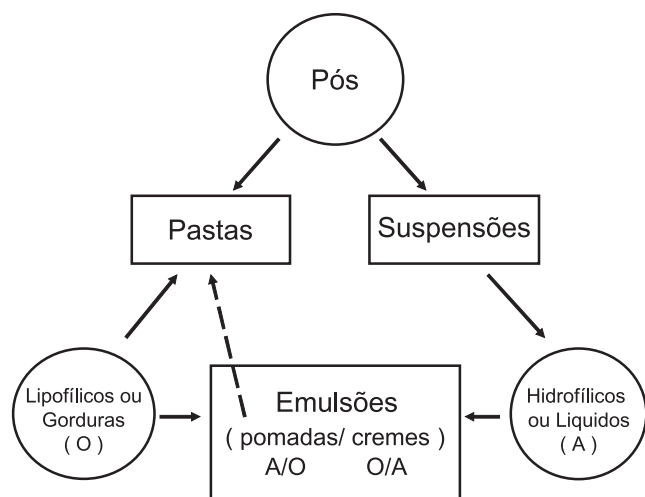 Pós
Pastas
Suspensões
Lipofílicos ou
Gorduras
( O )
Emulsões
( pomadas/ cremes )
A/O O/A
Hidrofílicos
ou Liquidos
( A )